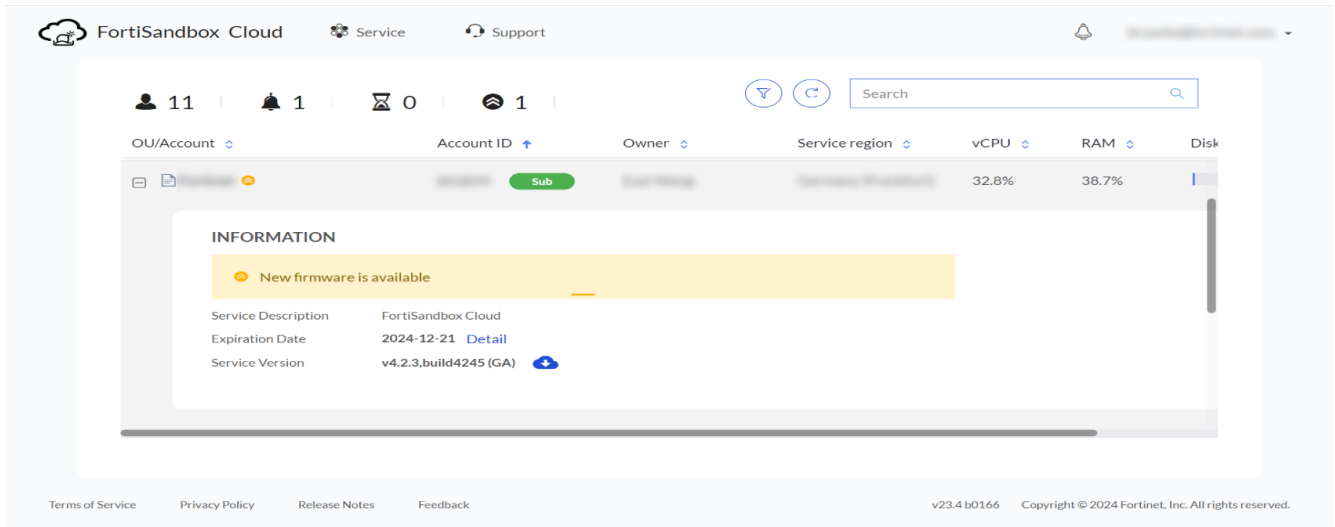 FortiSandbox Cloud Service Support
11 1 0 1 Search
OU/Account Account ID Owner Service region vCPU RAM Disk
Sub 32.8% 38.7%
INFORMATION
New firmware is available
Service Description FortiSandbox Cloud
Expiration Date 2024-12-21 Detail
Service Version v4.2.3,build4245 (GA)
Terms of Service Privacy Policy Release Notes Feedback v23.4 b0166 Copyright © 2024 Fortinet, Inc. All rights reserved.